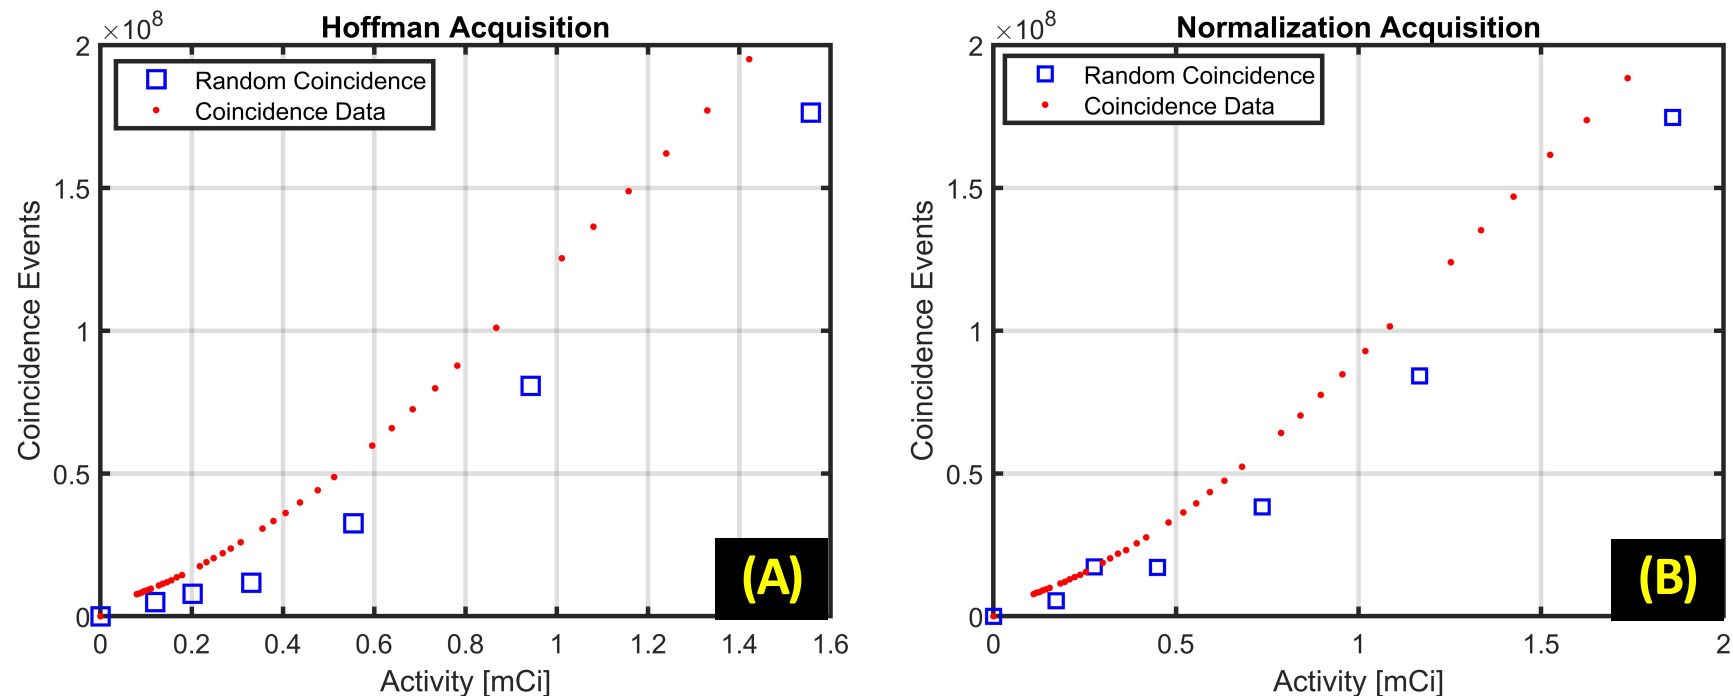 Hoffman Acquisition
×10^8
Random Coincidence
Coincidence Data
Coincidence Events
2
1.5
1
0.5
0
0 0.2 0.4 0.6 0.8 1 1.2 1.4 1.6
Activity [mCi]
(A)
Normalization Acquisition
×10^8
Random Coincidence
Coincidence Data
Coincidence Events
2
1.5
1
0.5
0
0 0.5 1 1.5 2
Activity [mCi]
(B)